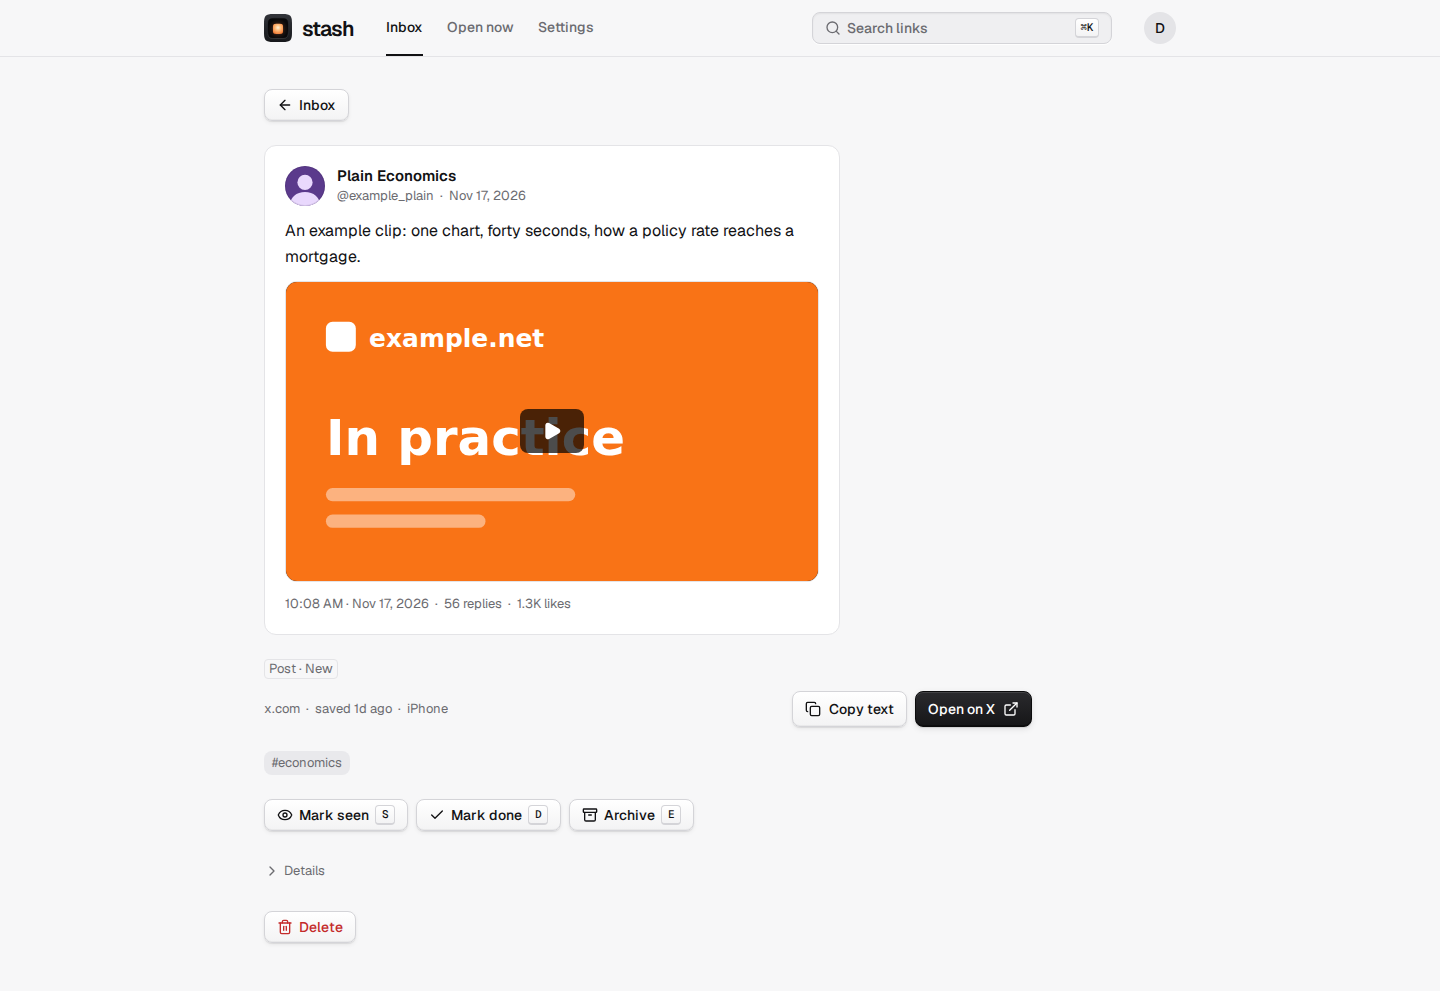 stash
Inbox
Open now
Settings
Search links
⌘K
D
Inbox
Plain Economics
@example_plain · Nov 17, 2026
An example clip: one chart, forty seconds, how a policy rate reaches a
mortgage.
example.net
In practice
10:08 AM · Nov 17, 2026 · 56 replies · 1.3K likes
Post · New
x.com · saved 1d ago · iPhone
Copy text
Open on X
#economics
Mark seen S
Mark done D
Archive E
Details
Delete